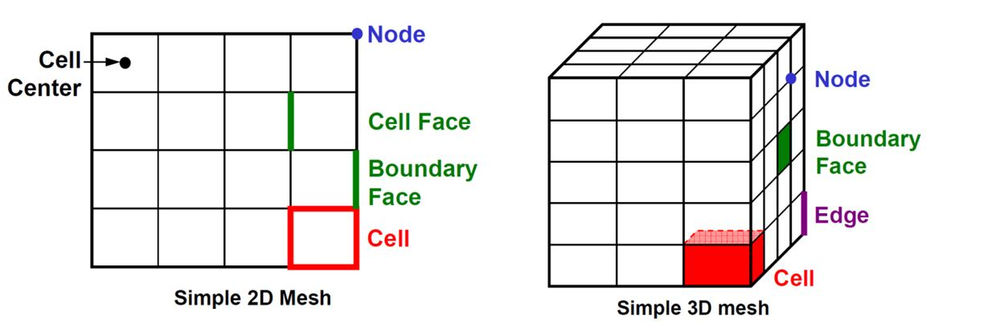 Cell
Center
Node
Cell Face
Boundary
Face
Cell
Simple 2D Mesh
Node
Boundary
Face
Edge
Cell
Simple 3D mesh